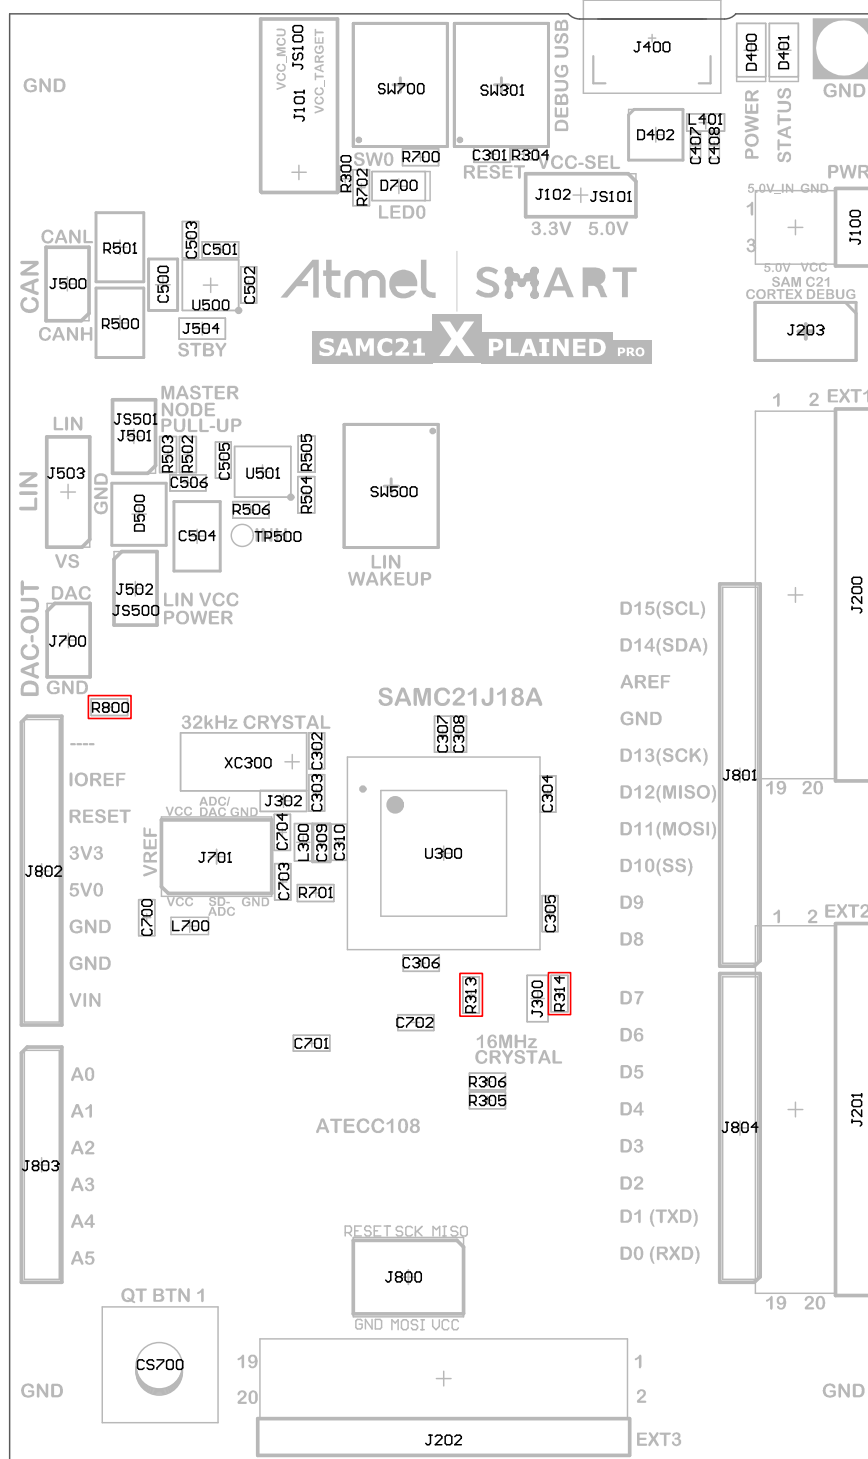 GND
VCC_MCU
JS100
VCC_TARGET
J101
SW700
SW301
DEBUG USB
J400
D400
D401
GND
D402
L401
C407
C408
POWER
STATUS
SW0
R700
C301
R304
RESET
VCC-SEL
R300
R702
D700
LED0
J102
JS101
3.3V 5.0V
PWR
5.0V_IN GND
1
3
J100
5.0V VCC
CANL
R501
C503
C501
CAN
J500
C500
U500
C502
CANH
R500
J504
STBY
Atmel SMART
SAMC21 X PLAINED PRO
SAM C21
CORTEX DEBUG
J203
1 2 EXT1
JS501
J501
MASTER
NODE
PULL-UP
LIN
LIN
J503
GND
VS
R503
R502
C506
C505
U501
R505
R504
R506
D500
C504
TP500
SW500
LIN
WAKEUP
J502
JS500
LIN VCC
POWER
DAC-OUT
DAC
J700
GND
J200
D15(SCL)
D14(SDA)
AREF
GND
D13(SCK)
D12(MISO)
D11(MOSI)
D10(SS)
D9
D8
J801
19 20
R800
SAMC21J18A
32kHz CRYSTAL
XC300
C302
C303
J302
C307
C308
C304
U300
----
IOREF
RESET
3V3
5V0
GND
GND
VIN
J802
VREF
VCC
ADC/
DAC GND
J701
VCC
SD-
ADC
GND
C704
L300
C309
C310
C703
R701
C700
L700
C305
C306
R313
J300
R314
C702
C701
16MHz
CRYSTAL
R306
R305
1 2 EXT2
D7
D6
D5
D4
D3
D2
D1 (TXD)
D0 (RXD)
J804
J201
19 20
A0
A1
A2
A3
A4
A5
J803
ATECC108
RESET SCK MISO
J800
GND MOSI VCC
QT BTN 1
CS700
GND
19
20
1
2
J202
EXT3
GND